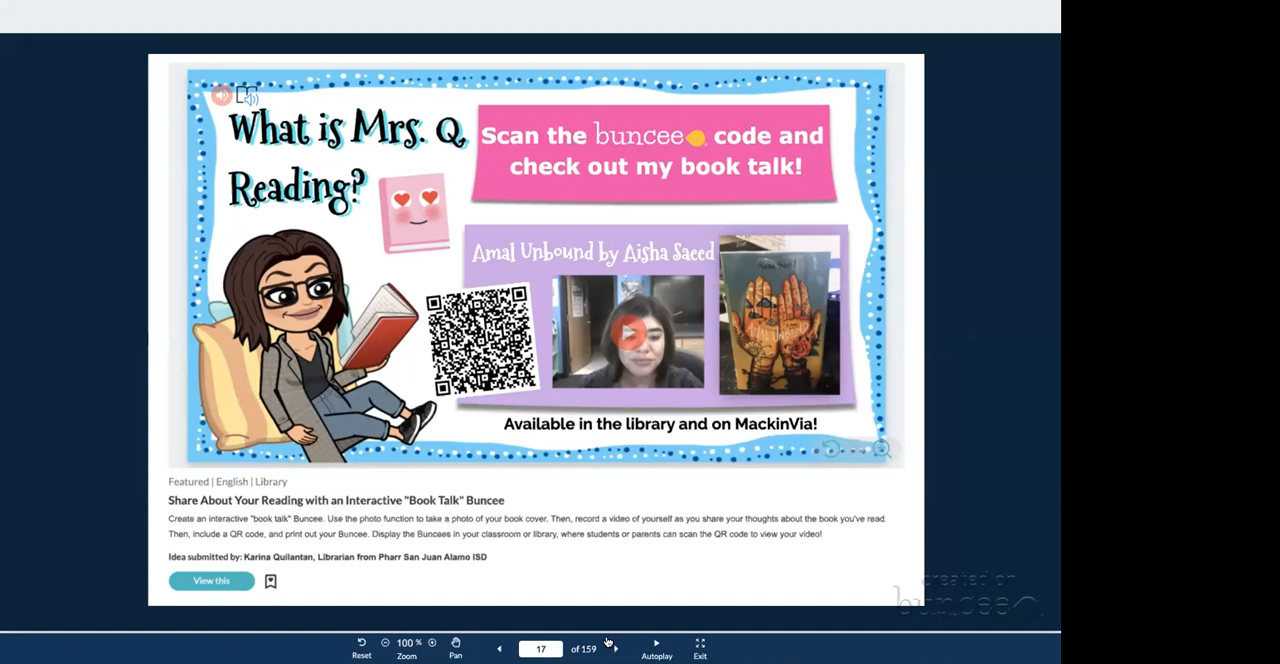 What is Mrs. Q
Reading?
Scan the buncee code and
check out my book talk!
Amal Unbound by Aisha Saeed
Aisha Saeed
AMAL UNBOUND
Available in the library and on MackinVia!
Featured | English | Library
Share About Your Reading with an Interactive "Book Talk" Buncee
Create an interactive "book talk" Buncee. Use the photo function to take a photo of your book cover. Then, record a video of yourself as you share your thoughts about the book you've read.
Then, include a QR code, and print out your Buncee. Display the Buncees in your classroom or library, where students or parents can scan the QR code to view your video!
Idea submitted by: Karina Quilantan, Librarian from Pharr San Juan Alamo ISD
View this
created on
buncee
Reset
100 %
Zoom
Pan
17
of 159
Autoplay
Exit